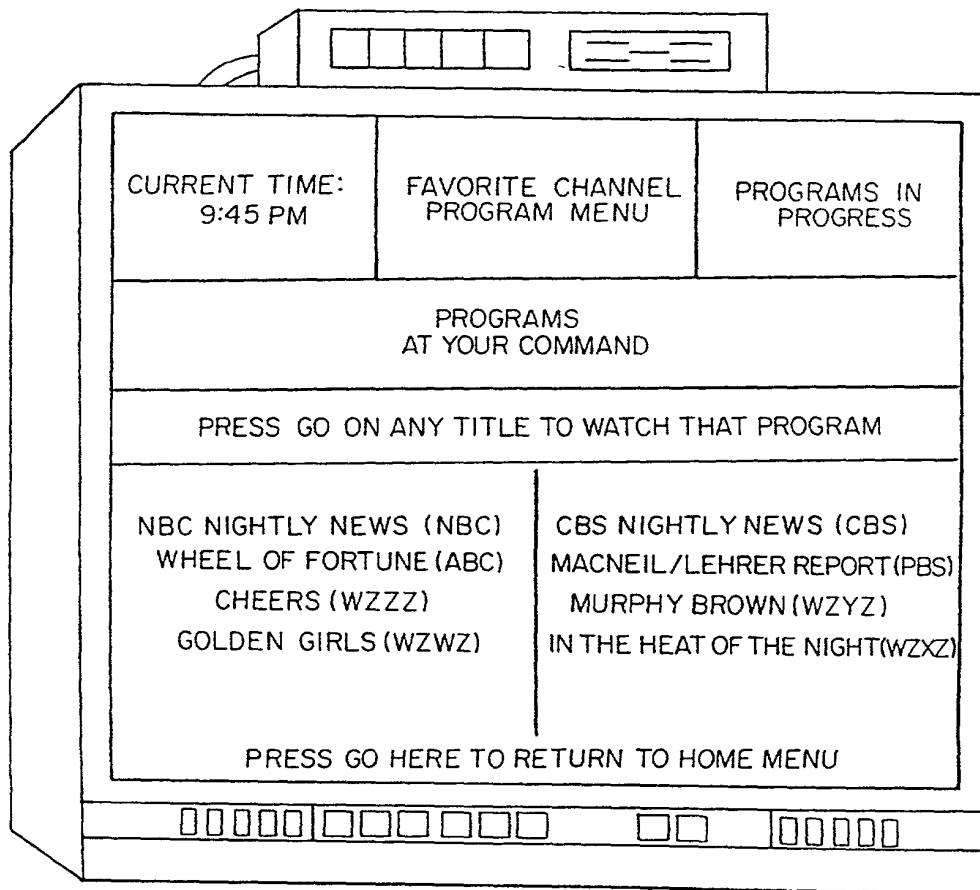 CURRENT TIME:
9:45 PM
FAVORITE CHANNEL
PROGRAM MENU
PROGRAMS IN
PROGRESS
PROGRAMS
AT YOUR COMMAND
PRESS GO ON ANY TITLE TO WATCH THAT PROGRAM
NBC NIGHTLY NEWS (NBC)
WHEEL OF FORTUNE (ABC)
CHEERS (WZZZ)
GOLDEN GIRLS (WZWZ)
CBS NIGHTLY NEWS (CBS)
MACNEIL/LEHRER REPORT(PBS)
MURPHY BROWN (WZYZ)
IN THE HEAT OF THE NIGHT(WZXZ)
PRESS GO HERE TO RETURN TO HOME MENU